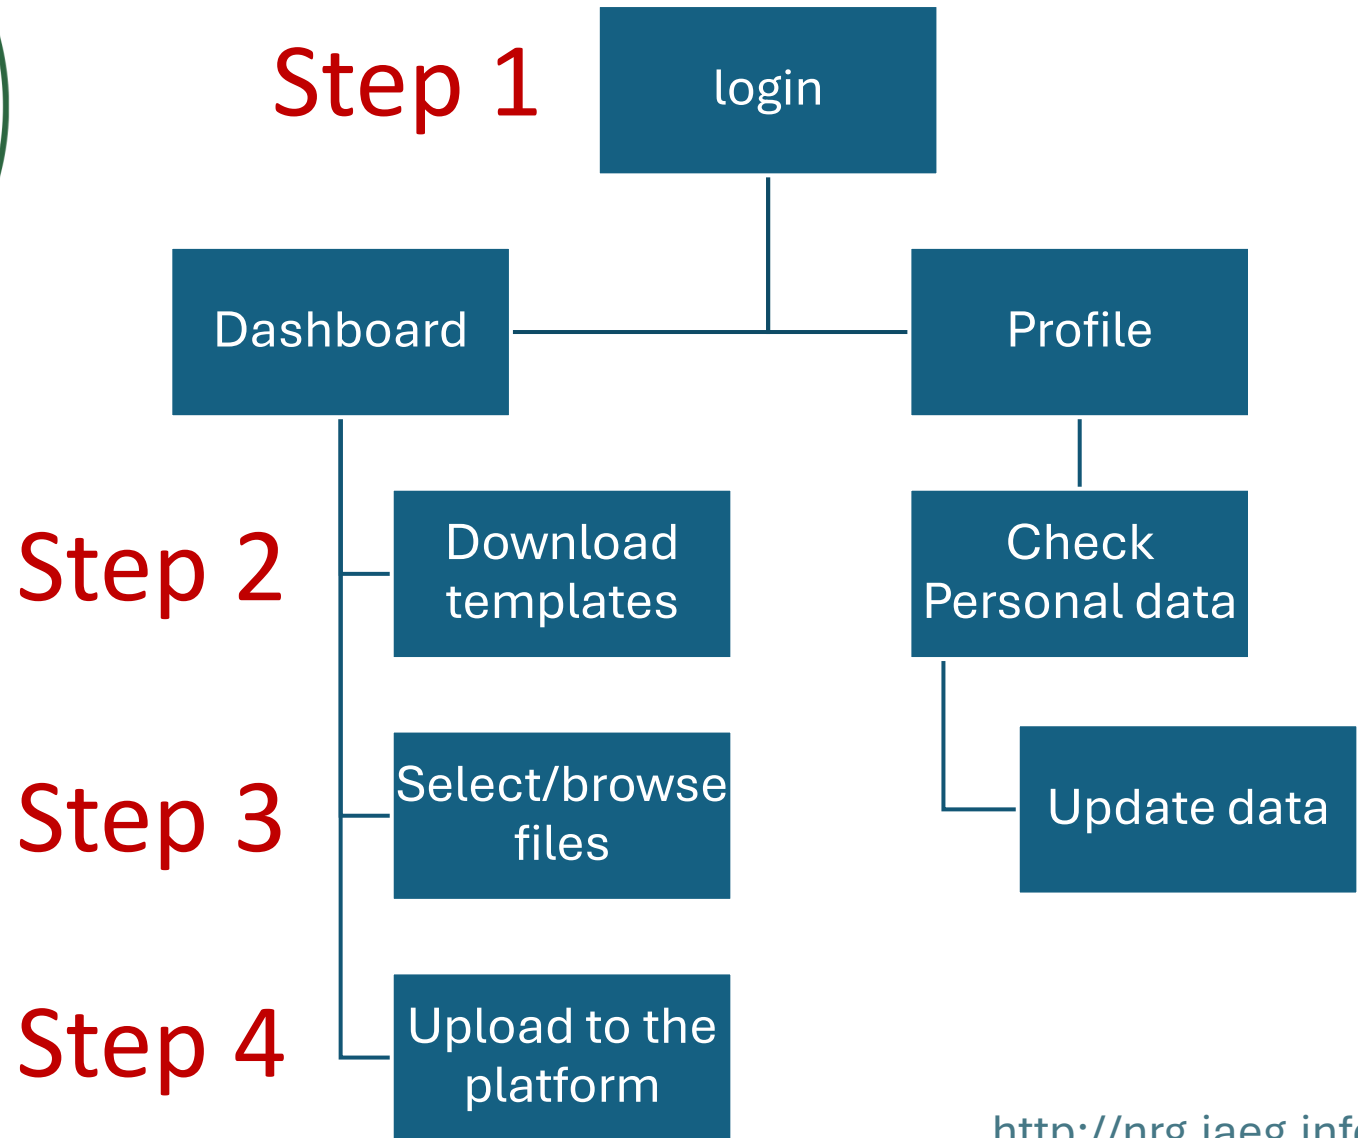 Step 1
login
Dashboard
Profile
Step 2
Download
templates
Check
Personal data
Step 3
Select/browse
files
Update data
Step 4
Upload to the
platform